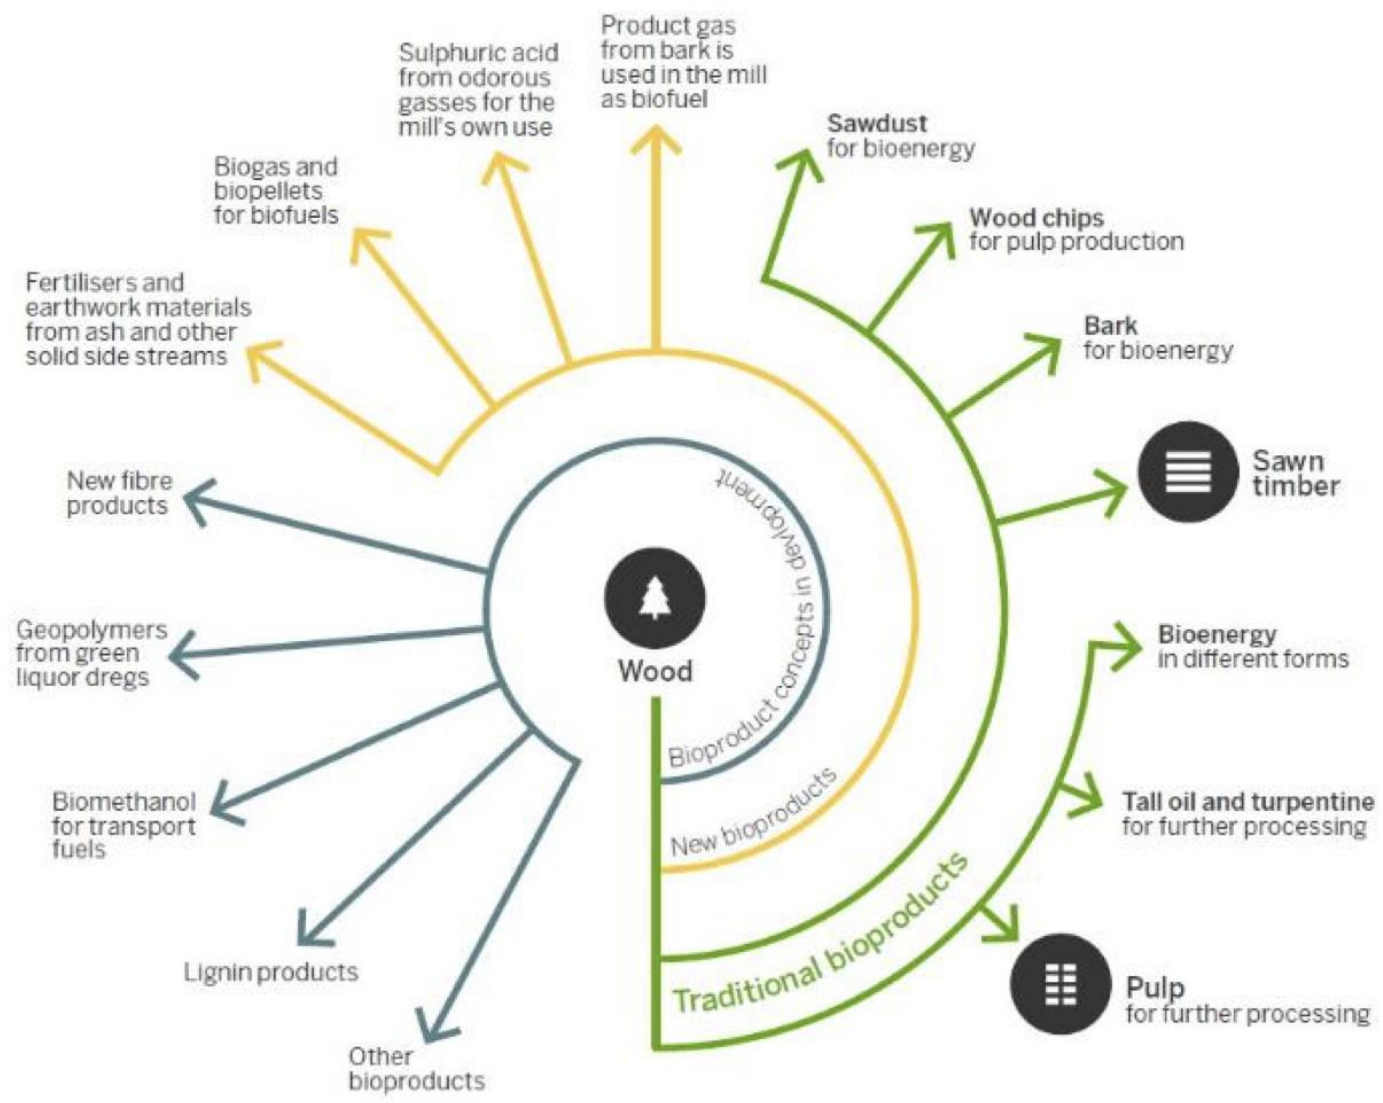 Product gas
from bark is
used in the mill
as biofuel
Sulphuric acid
from odorous
gasses for the
mill's own use
Biogas and
biopellets
for biofuels
Fertilisers and
earthwork materials
from ash and other
solid side streams
New fibre
products
Geopolymers
from green
liquor dregs
Biomethanol
for transport
fuels
Lignin products
Other
bioproducts
Wood
Bioproduct concepts in devlopment
New bioproducts
Traditional bioproducts
Sawdust
for bioenergy
Wood chips
for pulp production
Bark
for bioenergy
Sawn
timber
Bioenergy
in different forms
Tall oil and turpentine
for further processing
Pulp
for further processing